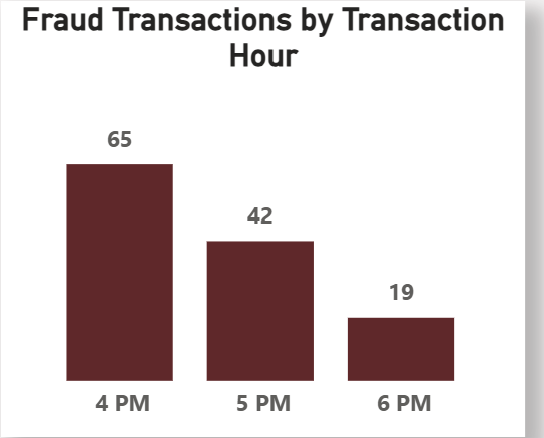 Fraud Transactions by Transaction
Hour
65
42
19
4 PM
5 PM
6 PM